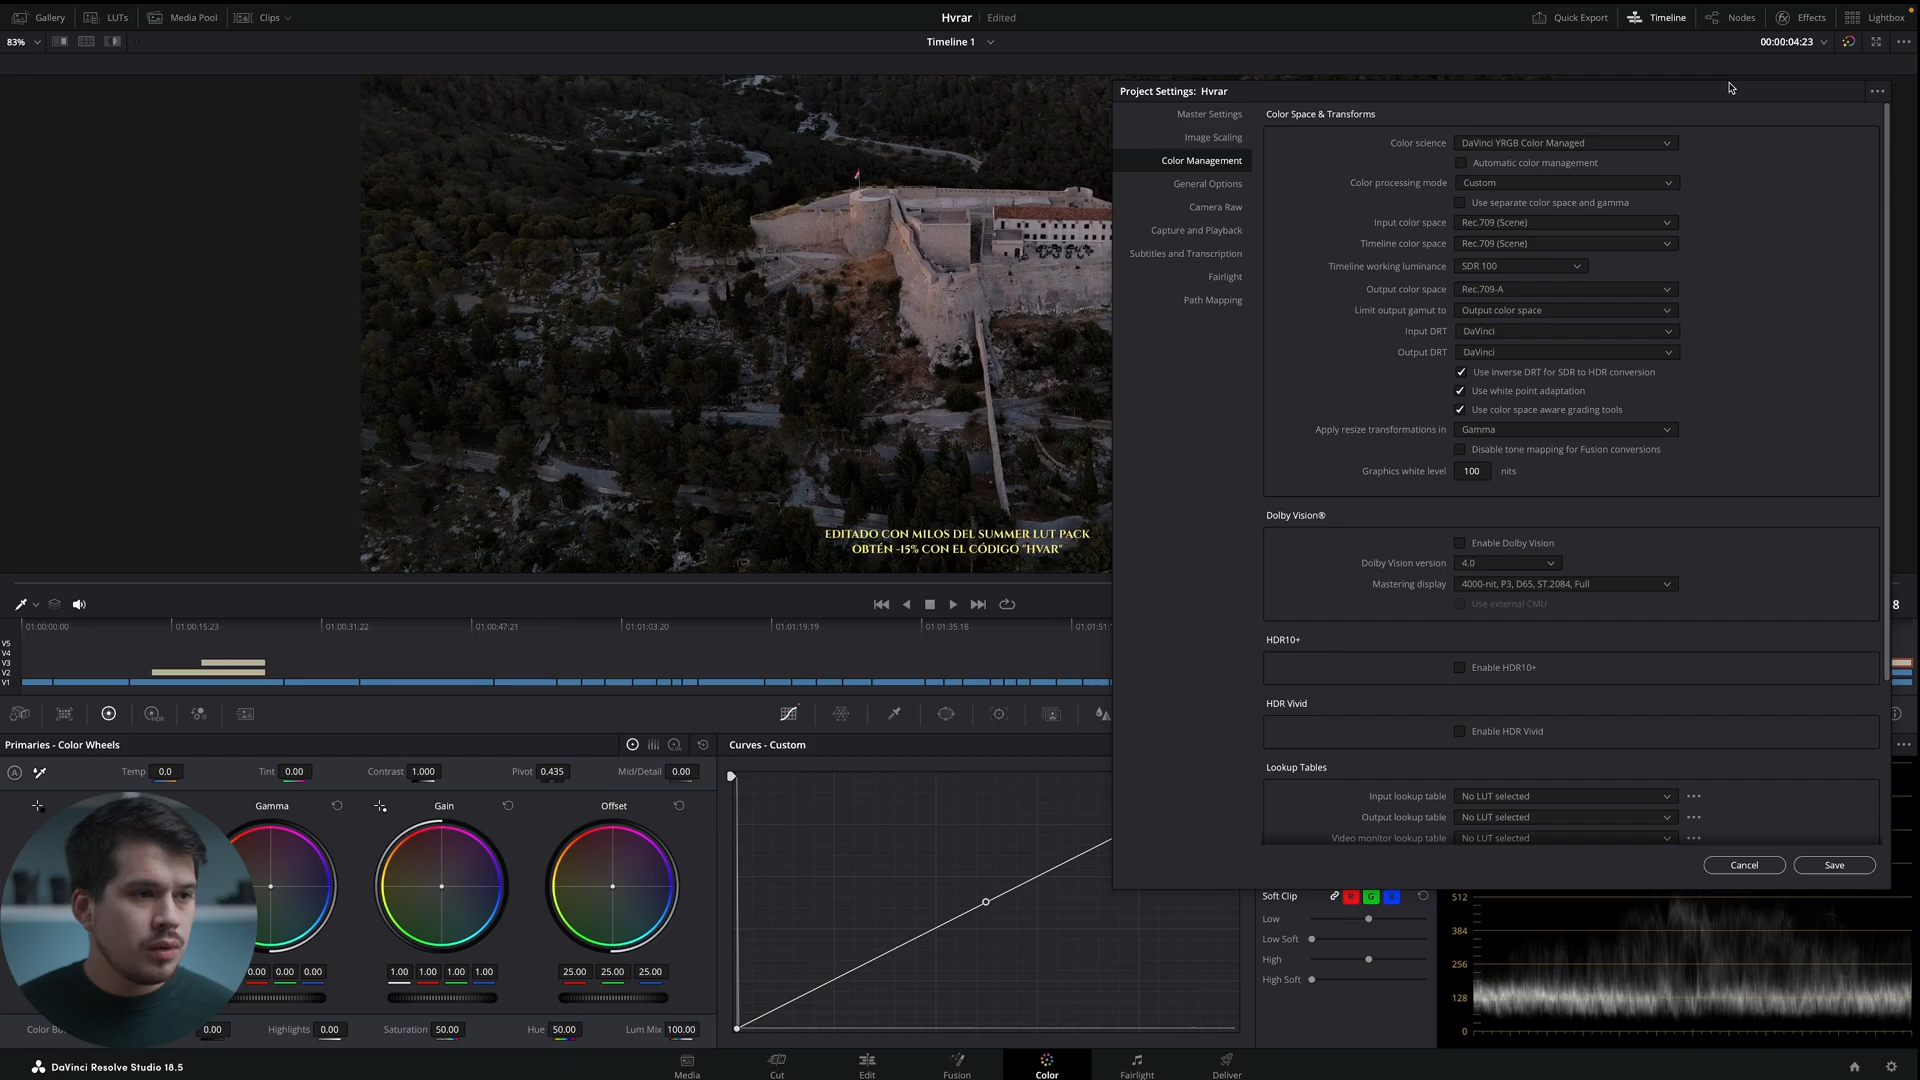 Gallery LUTs Media Pool Clips Hvrar Edited Quick Export Timeline Nodes Effects Lightbox
83% Timeline 1 00:00:04:23
Project Settings: Hvrar
Master Settings
Image Scaling
Color Management
General Options
Camera Raw
Capture and Playback
Subtitles and Transcription
Fairlight
Path Mapping
Color Space & Transforms
Color science DaVinci YRGB Color Managed
Automatic color management
Color processing mode Custom
Use separate color space and gamma
Input color space Rec.709 (Scene)
Timeline color space Rec.709 (Scene)
Timeline working luminance SDR 100
Output color space Rec.709-A
Limit output gamut to Output color space
Input DRT DaVinci
Output DRT DaVinci
Use inverse DRT for SDR to HDR conversion
Use white point adaptation
Use color space aware grading tools
Apply resize transformations in Gamma
Disable tone mapping for Fusion conversions
Graphics white level 100 nits
Dolby Vision®
Enable Dolby Vision
Dolby Vision version 4.0
Mastering display 4000-nit, P3, D65, ST.2084, Full
Use external CMU
HDR10+
Enable HDR10+
HDR Vivid
Enable HDR Vivid
Lookup Tables
Input lookup table No LUT selected
Output lookup table No LUT selected
Video monitor lookup table No LUT selected
Cancel Save
EDITADO CON MILOS DEL SUMMER LUT PACK
OBTÉN -15% CON EL CÓDIGO "HVAR"
8
01:00:00:00 01:00:15:23 01:00:31:22 01:00:47:21 01:01:03:20 01:01:19:19 01:01:35:18 01:01:51:
V5
V4
V3
V2
V1
HDR
Primaries - Color Wheels
A Temp 0.0 Tint 0.00 Contrast 1.000 Pivot 0.435 Mid/Detail 0.00
Gamma Gain Offset
0.00 0.00 0.00 1.00 1.00 1.00 1.00 25.00 25.00 25.00
0.00 Highlights 0.00 Saturation 50.00 Hue 50.00 Lum Mix 100.00
Curves - Custom
Soft Clip R G B
Low
Low Soft
High
High Soft
512
384
256
128
0
DaVinci Resolve Studio 18.5
Media Cut Edit Fusion Color Fairlight Deliver